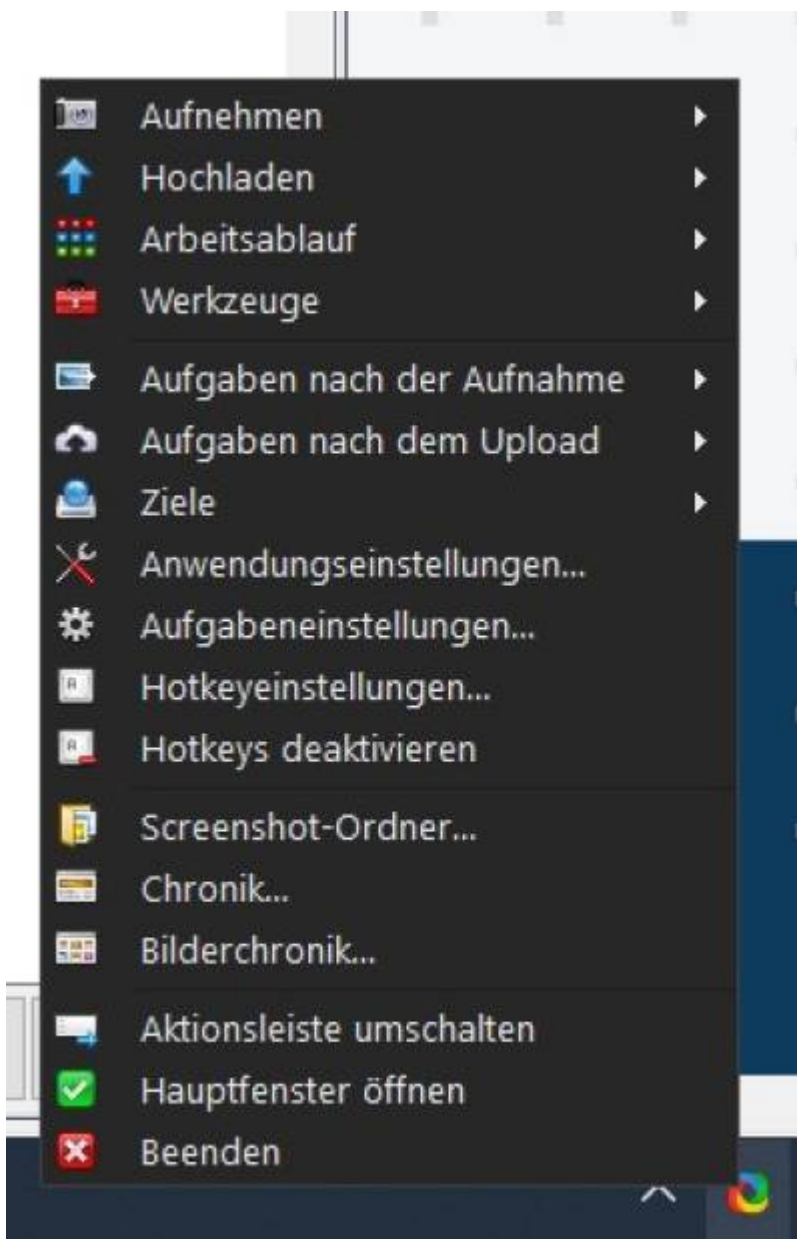 Aufnehmen
Hochladen
Arbeitsablauf
Werkzeuge
Aufgaben nach der Aufnahme
Aufgaben nach dem Upload
Ziele
Anwendungseinstellungen...
Aufgabeneinstellungen...
Hotkeyeinstellungen...
Hotkeys deaktivieren
Screenshot-Ordner...
Chronik...
Bilderchronik...
Aktionsleiste umschalten
Hauptfenster öffnen
Beenden